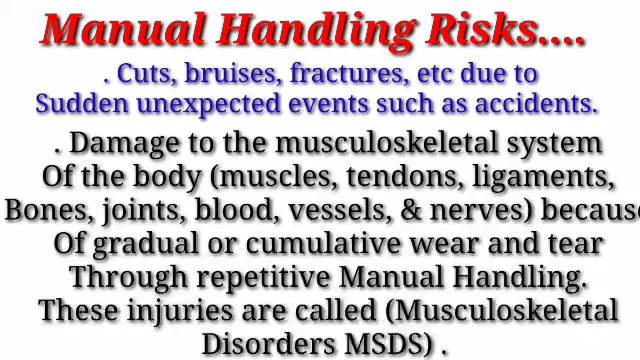 Manual Handling Risks....
. Cuts, bruises, fractures, etc due to
Sudden unexpected events such as accidents.
. Damage to the musculoskeletal system
Of the body (muscles, tendons, ligaments,
Bones, joints, blood, vessels, & nerves) because
Of gradual or cumulative wear and tear
Through repetitive Manual Handling.
These injuries are called (Musculoskeletal
Disorders MSDS) .